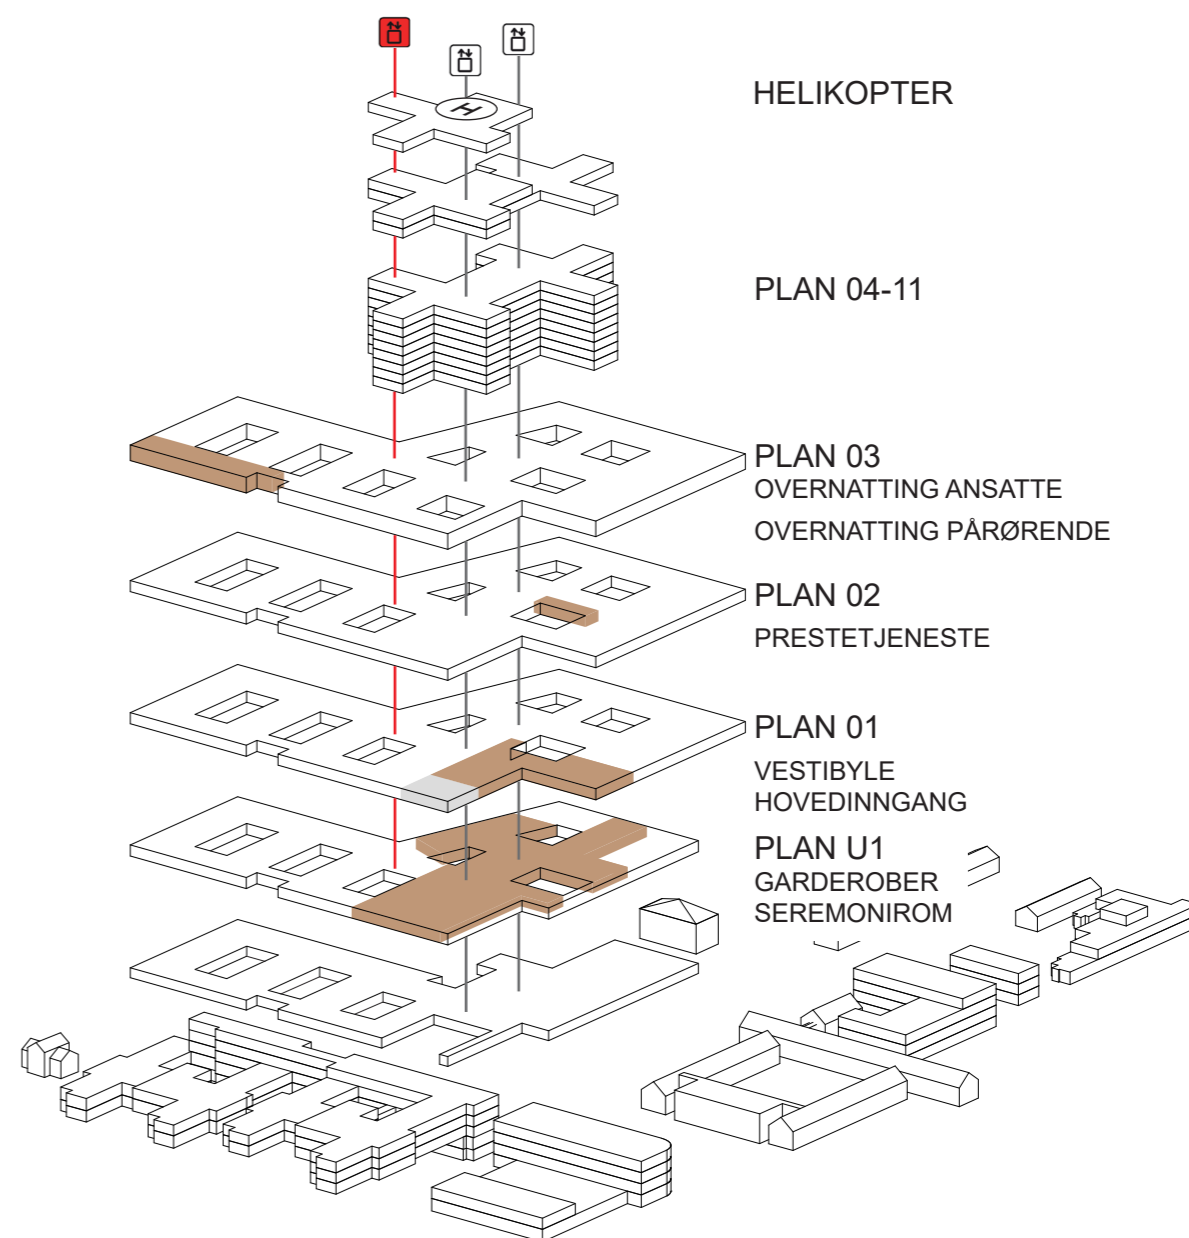 HELIKOPTER
H
PLAN 04-11
PLAN 03
OVERNATTING ANSATTE
OVERNATTING PÅRØRENDE
PLAN 02
PRESTETJENESTE
PLAN 01
VESTIBYLE
HOVEDINNGANG
PLAN U1
GARDEROBER
SEREMONIROM